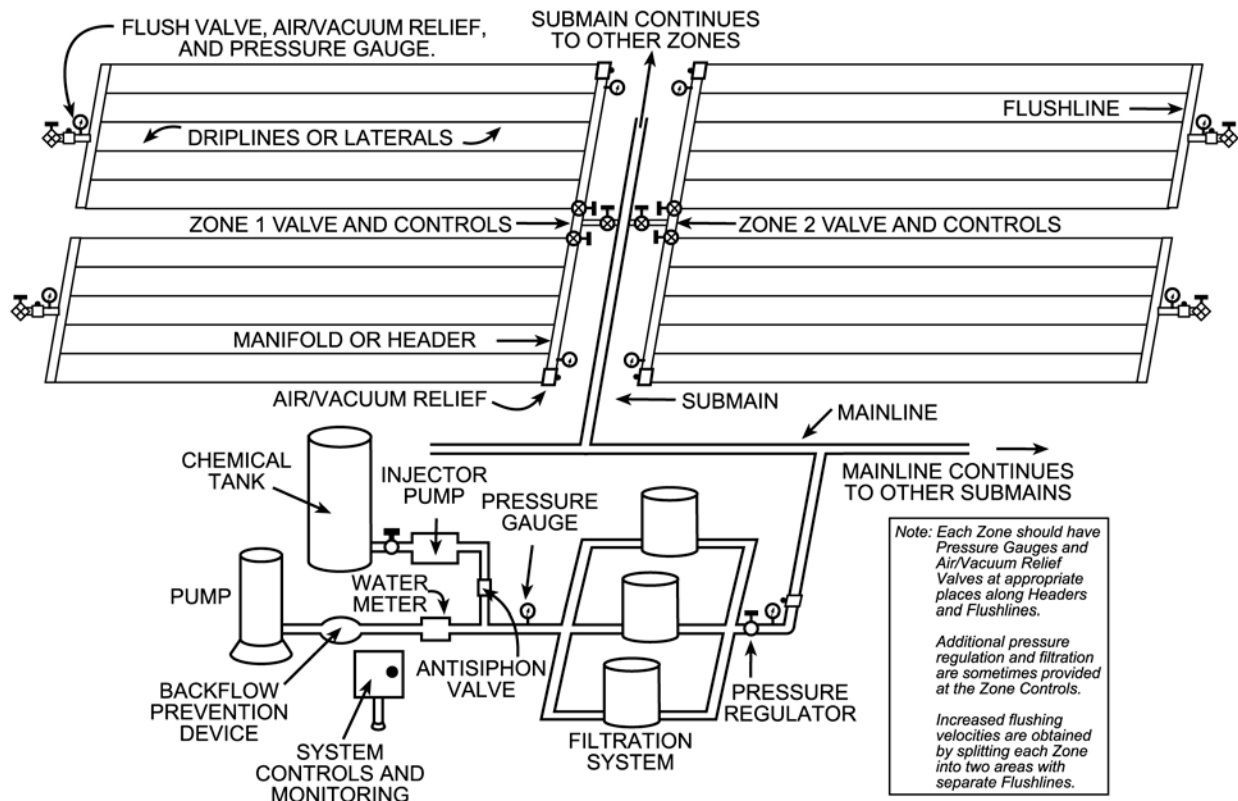 FLUSH VALVE, AIR/VACUUM RELIEF,
AND PRESSURE GAUGE.
SUBMAIN CONTINUES
TO OTHER ZONES
FLUSHLINE
DRIPLINES OR LATERALS
ZONE 1 VALVE AND CONTROLS
ZONE 2 VALVE AND CONTROLS
MANIFOLD OR HEADER
AIR/VACUUM RELIEF
SUBMAIN
MAINLINE
MAINLINE CONTINUES
TO OTHER SUBMAINS
CHEMICAL
TANK
INJECTOR
PUMP
PRESSURE
GAUGE
PUMP
WATER
METER
ANTISIPHON
VALVE
BACKFLOW
PREVENTION
DEVICE
SYSTEM
CONTROLS AND
MONITORING
FILTRATION
SYSTEM
PRESSURE
REGULATOR
Note: Each Zone should have
Pressure Gauges and
Air/Vacuum Relief
Valves at appropriate
places along Headers
and Flushlines.
Additional pressure
regulation and filtration
are sometimes provided
at the Zone Controls.
Increased flushing
velocities are obtained
by splitting each Zone
into two areas with
separate Flushlines.